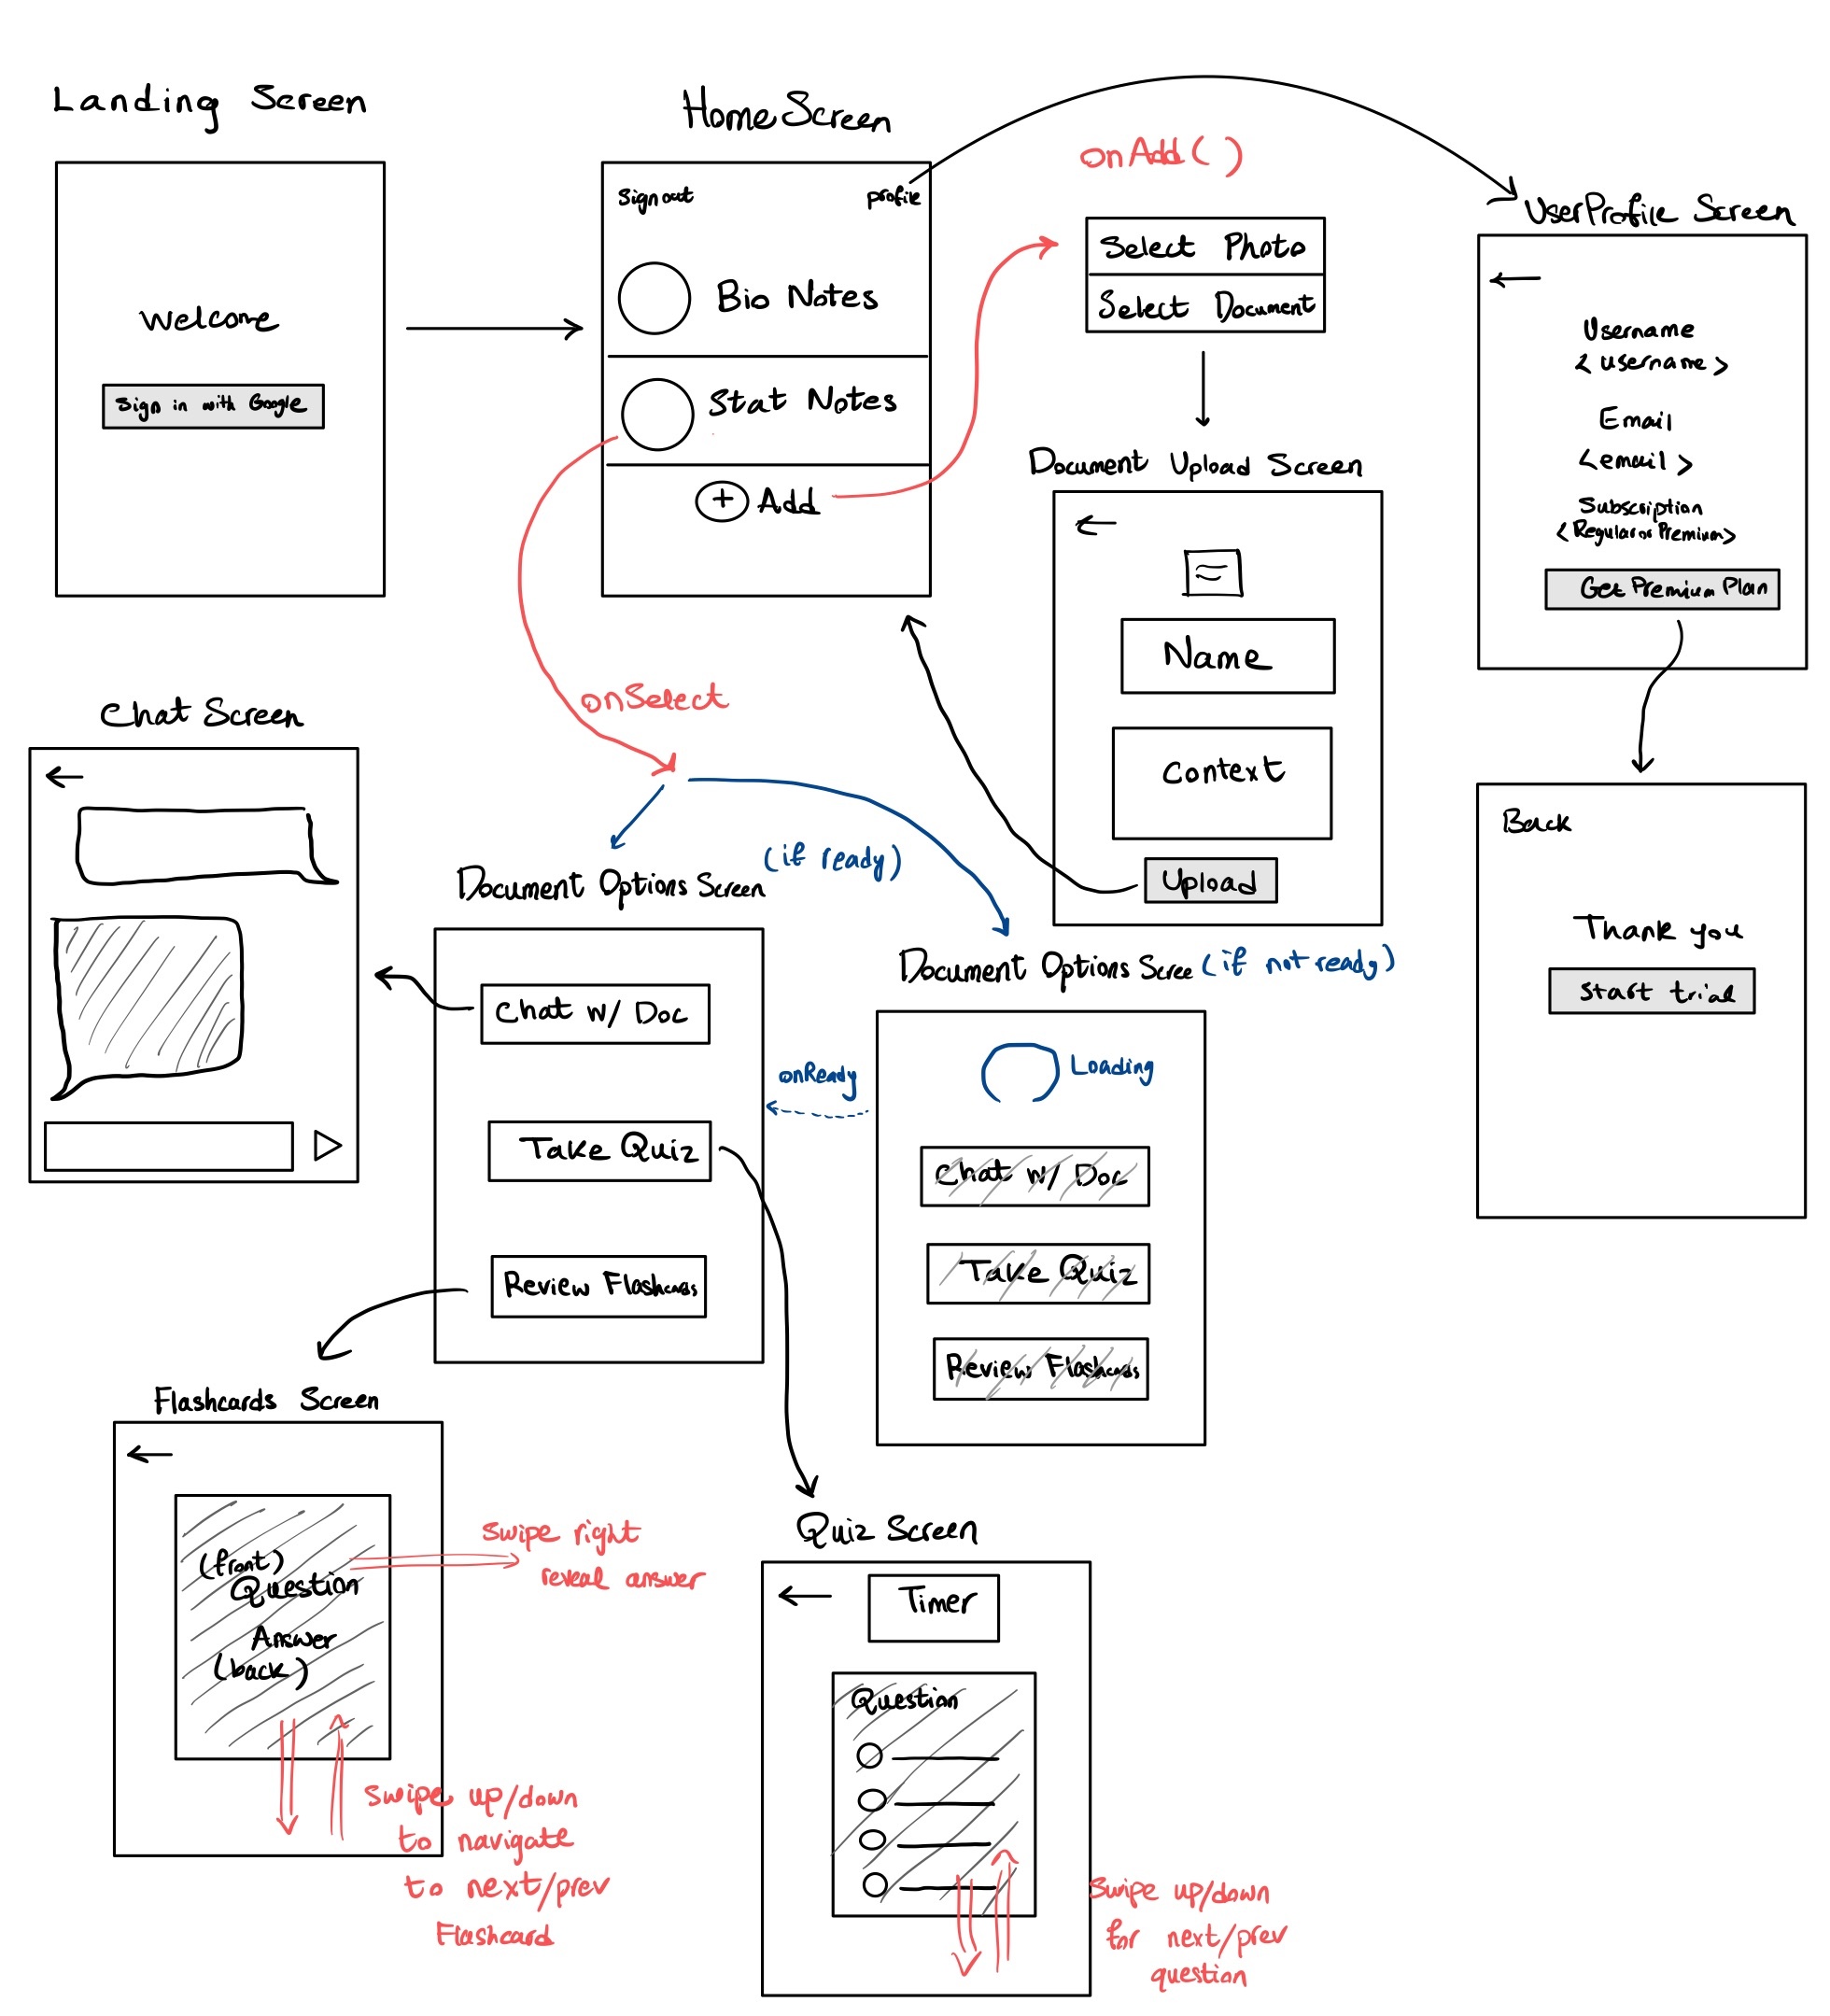 Landing Screen
Welcome
Sign in with Google
Home Screen
Sign out
profile
Bio Notes
Stat Notes
+ Add
onAdd( )
Select Photo
Select Document
UserProfile Screen
Username
< username >
Email
< email >
Subscription
< Regular or Premium >
Get Premium Plan
Document Upload Screen
Name
Context
Upload
onSelect
Back
Thank you
Start trial
Chat Screen
Document Options Screen (if ready)
Chat w/ Doc
Take Quiz
Review Flashcards
Document Options Scree (if not ready)
Loading
onReady
Chat w/ Doc
Take Quiz
Review Flashcards
Flashcards Screen
(front)
Question
Answer
(back)
Swipe right
reveal answer
Swipe up/down
to navigate
to next/prev
Flashcard
Quiz Screen
Timer
Question
Swipe up/down
for next/prev
question